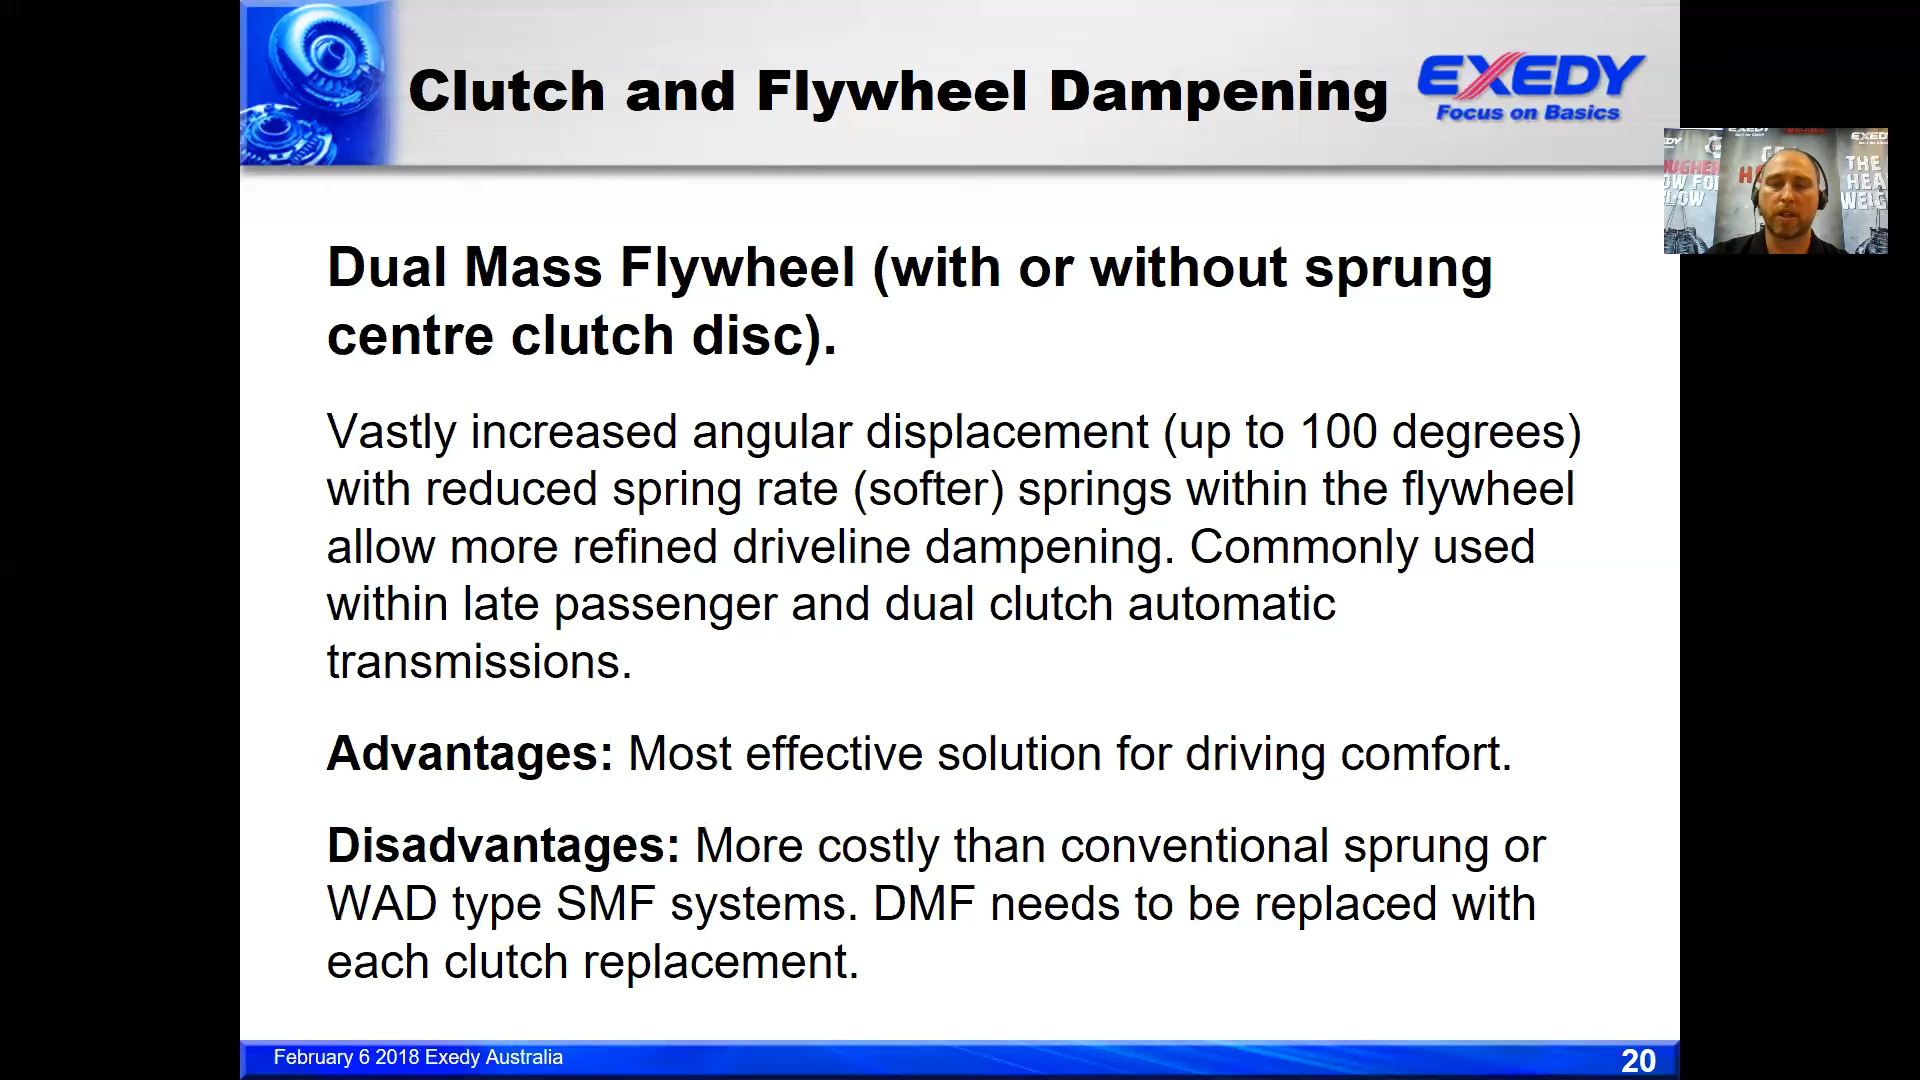 Clutch and Flywheel Dampening
EXEDY
Focus on Basics
Dual Mass Flywheel (with or without sprung
centre clutch disc).
Vastly increased angular displacement (up to 100 degrees)
with reduced spring rate (softer) springs within the flywheel
allow more refined driveline dampening. Commonly used
within late passenger and dual clutch automatic
transmissions.
Advantages: Most effective solution for driving comfort.
Disadvantages: More costly than conventional sprung or
WAD type SMF systems. DMF needs to be replaced with
each clutch replacement.
February 6 2018 Exedy Australia
20
THE
HEA
WEIG